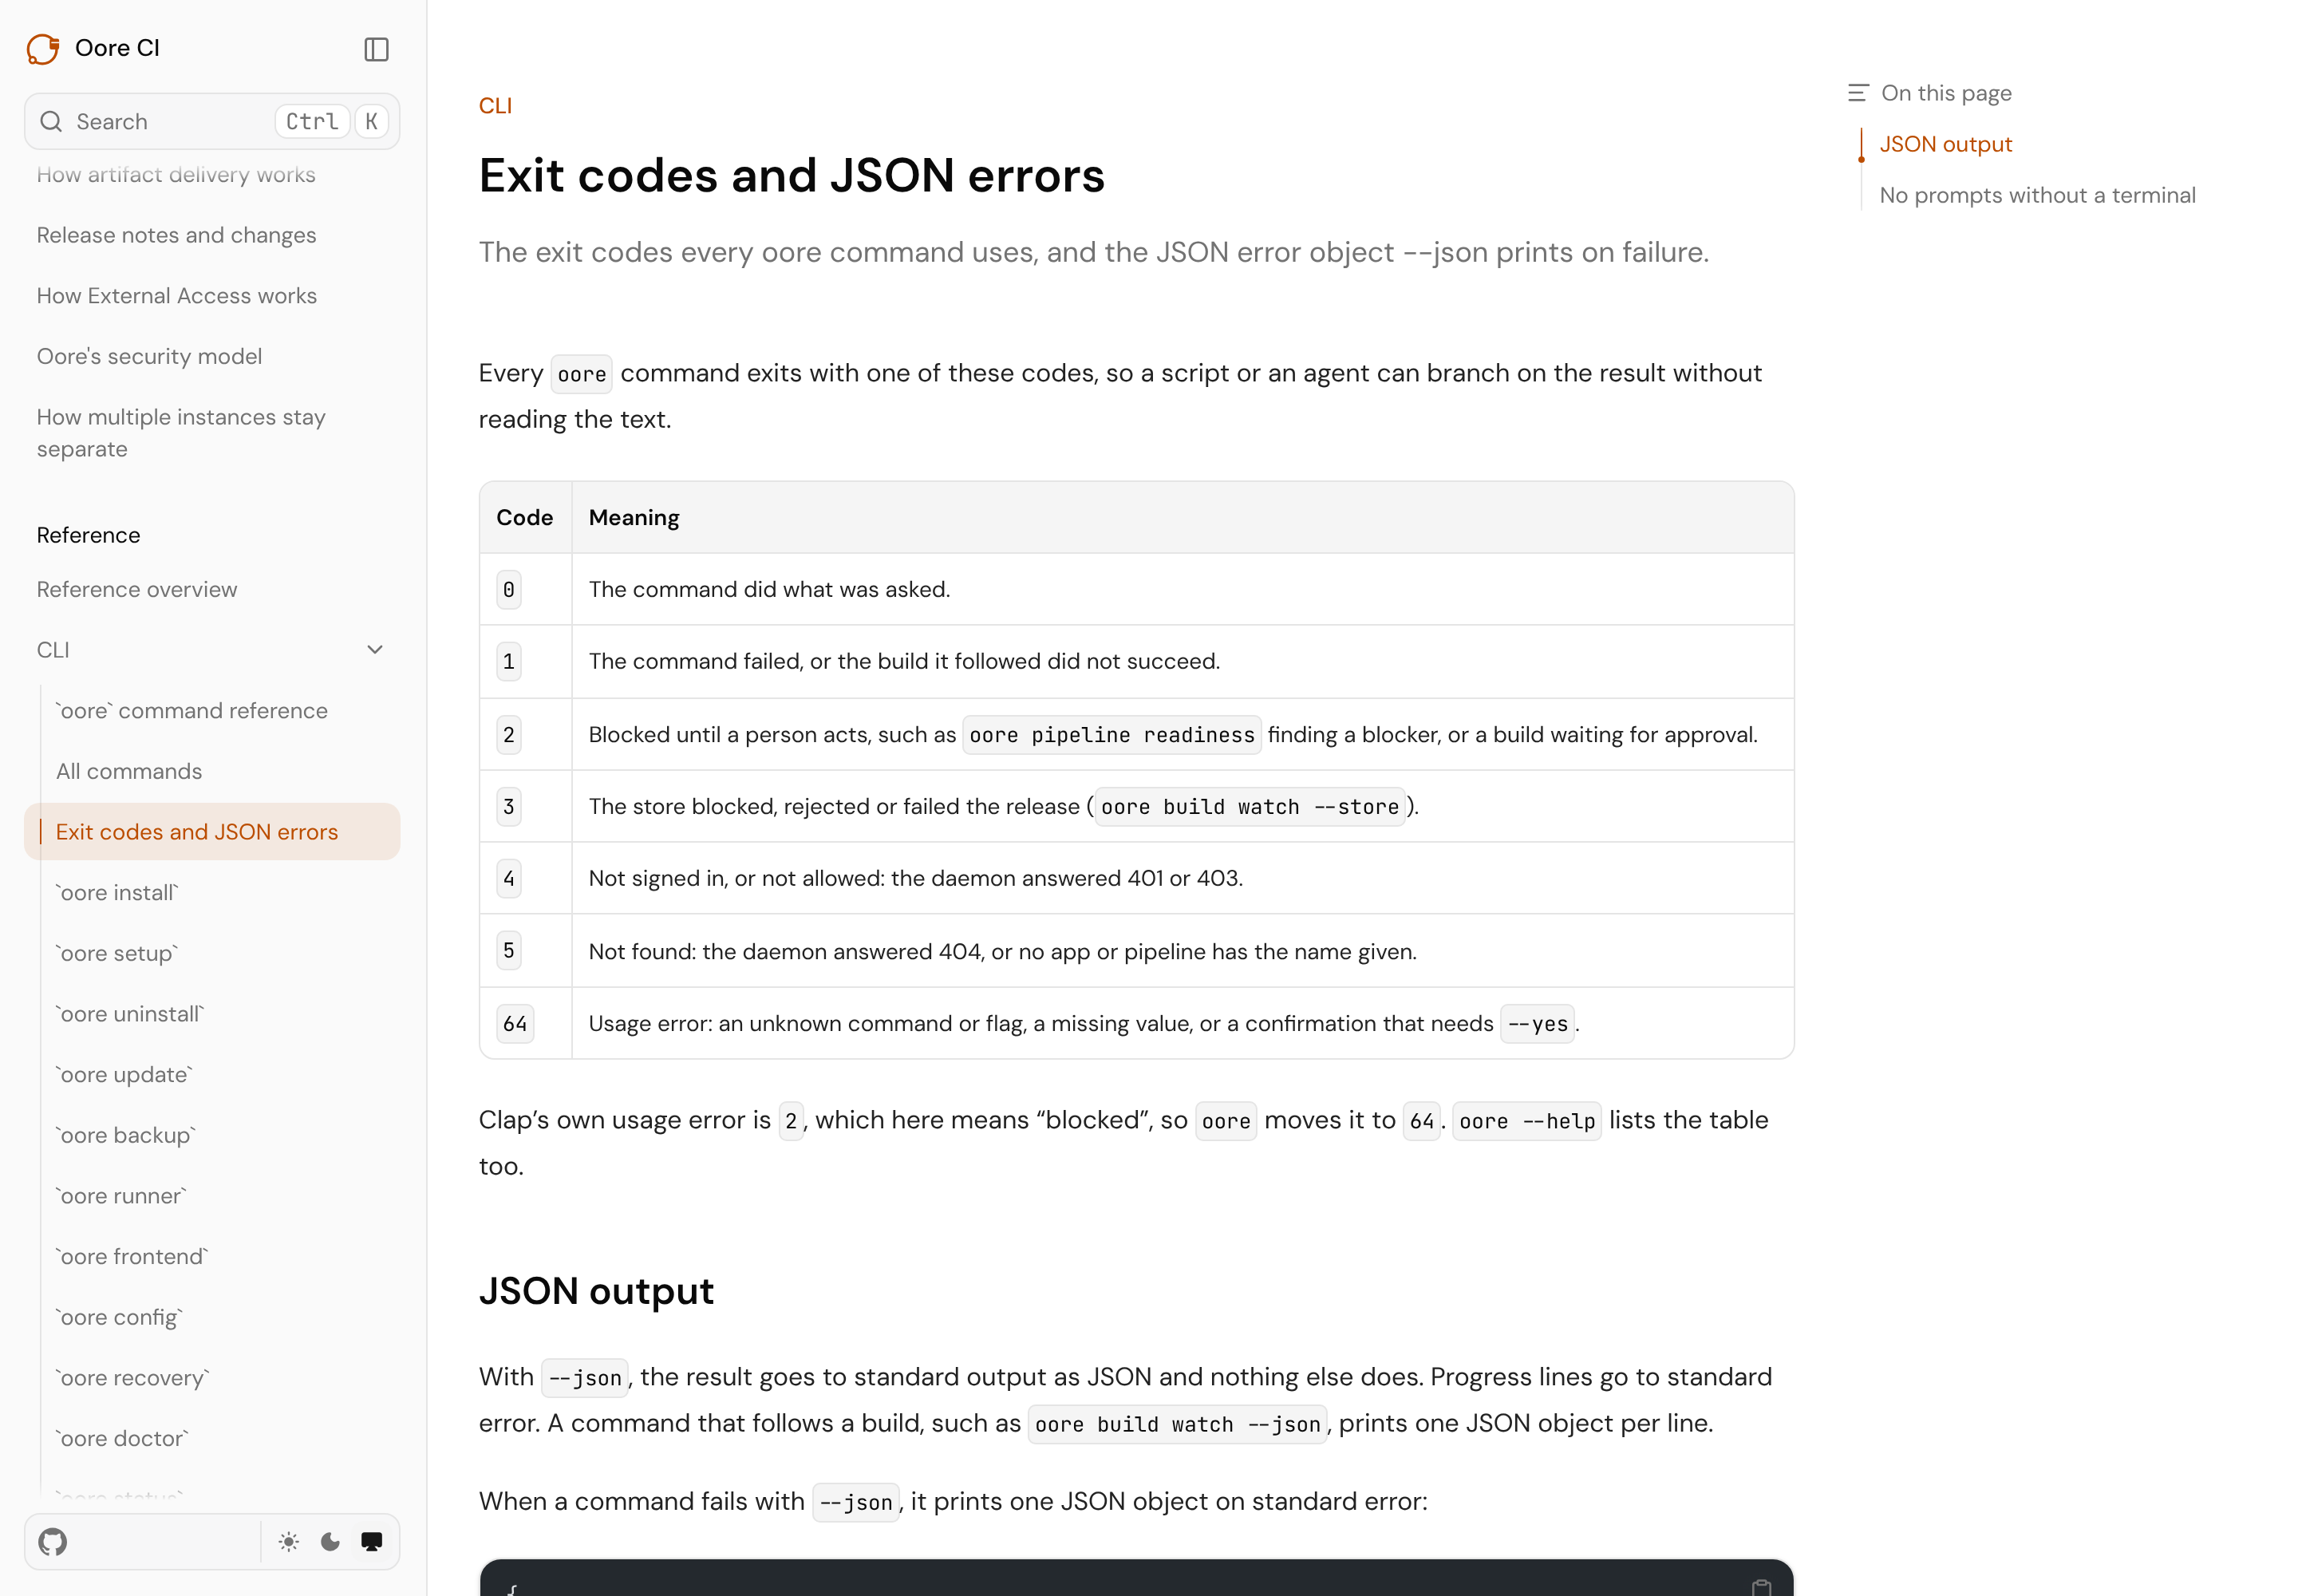 Oore CI
Search Ctrl K
How artifact delivery works
Release notes and changes
How External Access works
Oore's security model
How multiple instances stay
separate
Reference
Reference overview
CLI
`oore` command reference
All commands
Exit codes and JSON errors
`oore install`
`oore setup`
`oore uninstall`
`oore update`
`oore backup`
`oore runner`
`oore frontend`
`oore config`
`oore recovery`
`oore doctor`
`oore status`
CLI
Exit codes and JSON errors
The exit codes every oore command uses, and the JSON error object --json prints on failure.
Every oore command exits with one of these codes, so a script or an agent can branch on the result without
reading the text.
Code Meaning
0 The command did what was asked.
1 The command failed, or the build it followed did not succeed.
2 Blocked until a person acts, such as oore pipeline readiness finding a blocker, or a build waiting for approval.
3 The store blocked, rejected or failed the release (oore build watch --store).
4 Not signed in, or not allowed: the daemon answered 401 or 403.
5 Not found: the daemon answered 404, or no app or pipeline has the name given.
64 Usage error: an unknown command or flag, a missing value, or a confirmation that needs --yes.
Clap’s own usage error is 2, which here means “blocked”, so oore moves it to 64. oore --help lists the table
too.
JSON output
With --json, the result goes to standard output as JSON and nothing else does. Progress lines go to standard
error. A command that follows a build, such as oore build watch --json, prints one JSON object per line.
When a command fails with --json, it prints one JSON object on standard error:
{
On this page
JSON output
No prompts without a terminal